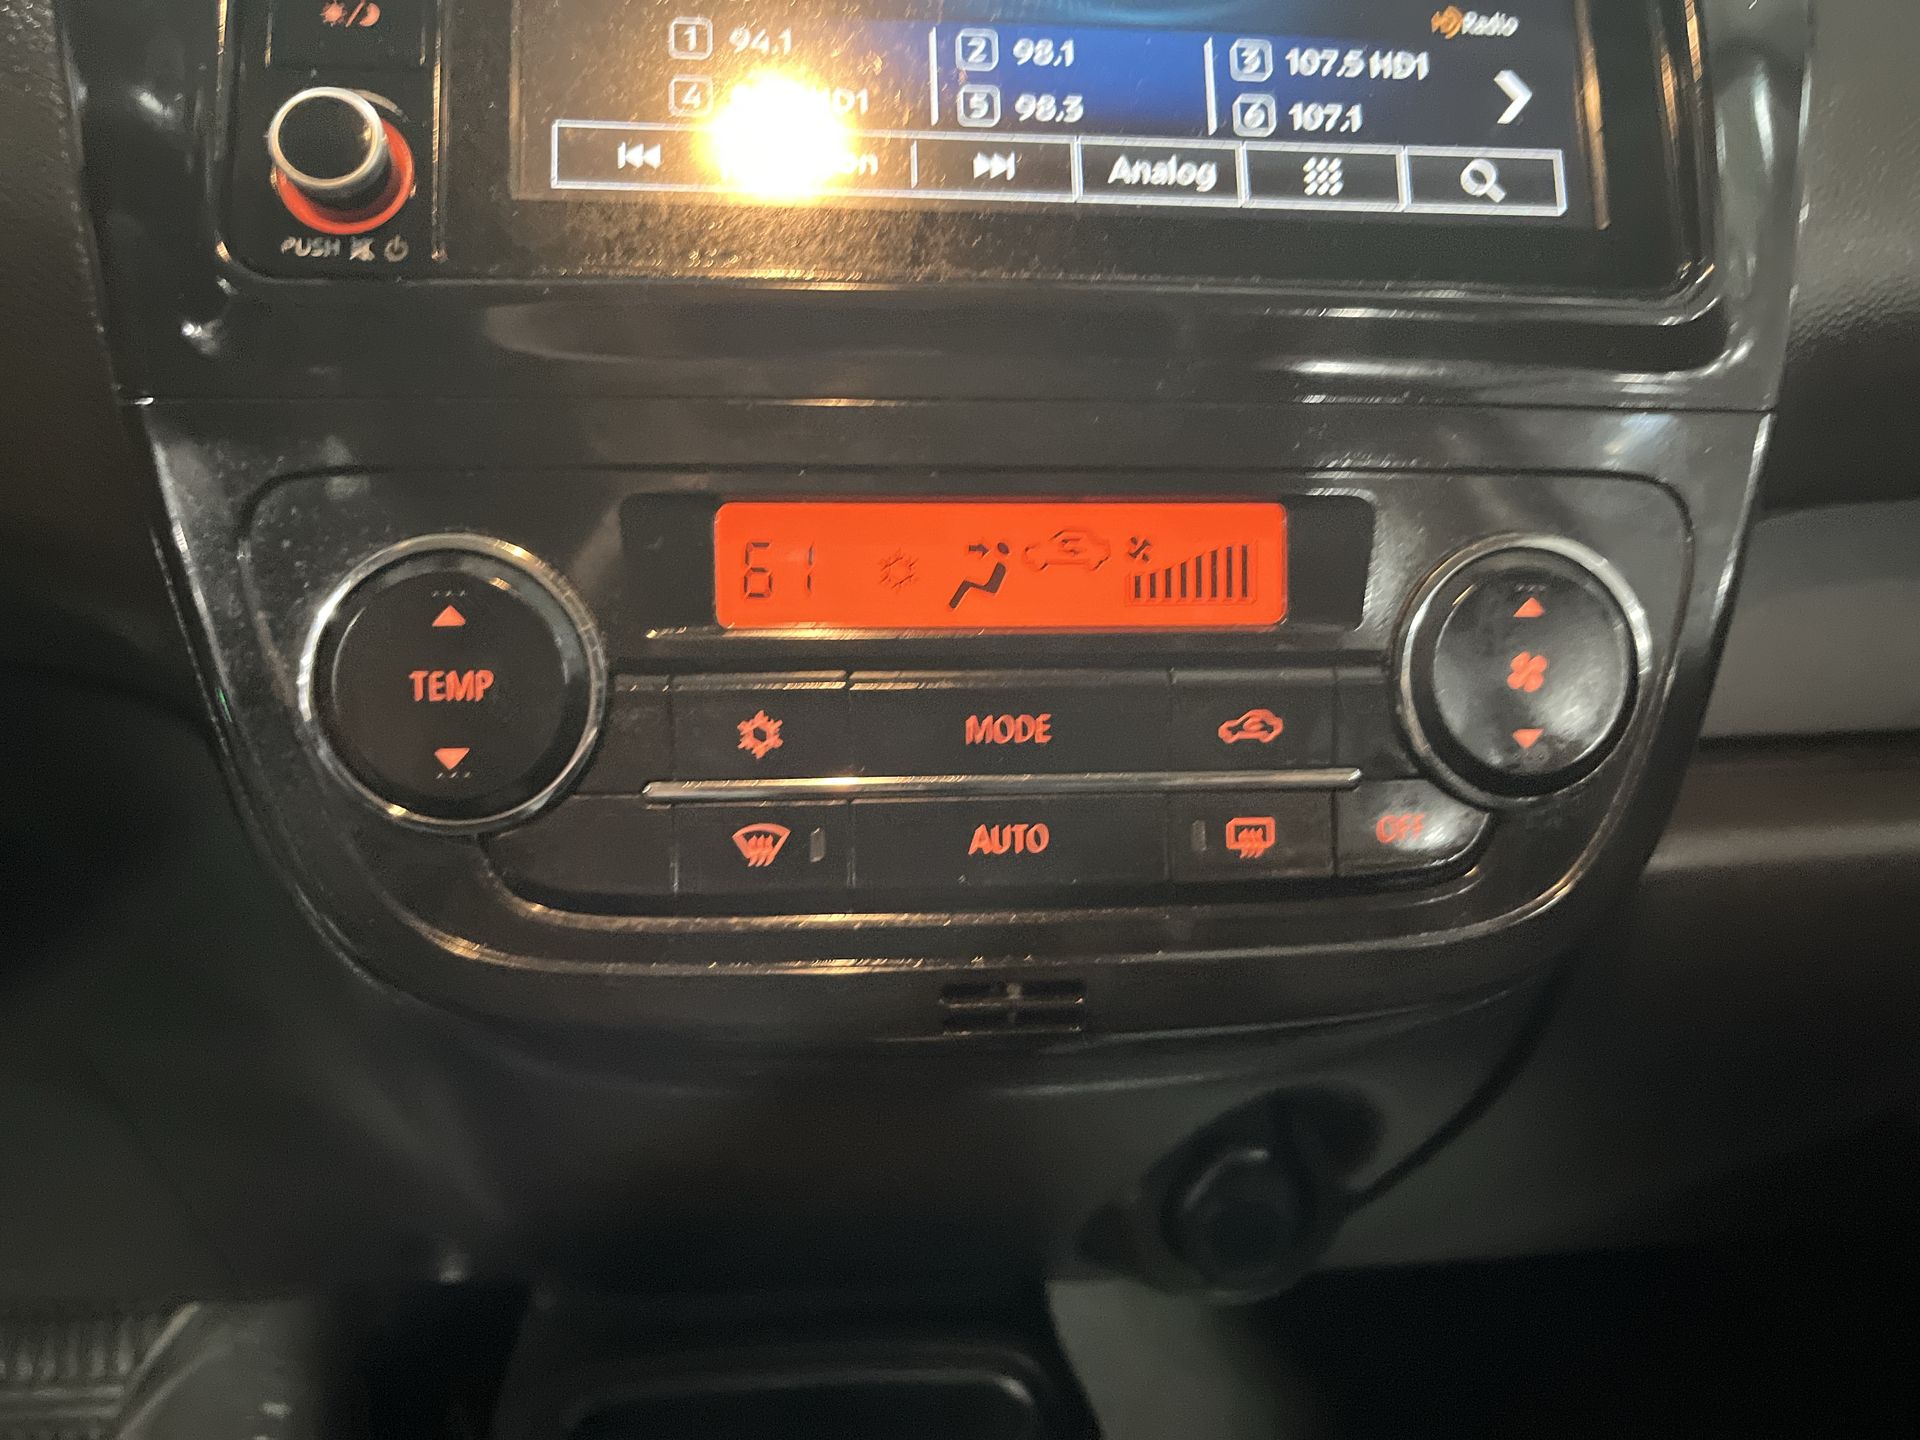 HD Radio
1 94.1 2 98.1 3 107.5 HD1
4 5 98.3 6 107.1
Analog
PUSH
61
TEMP
MODE
AUTO
OFF